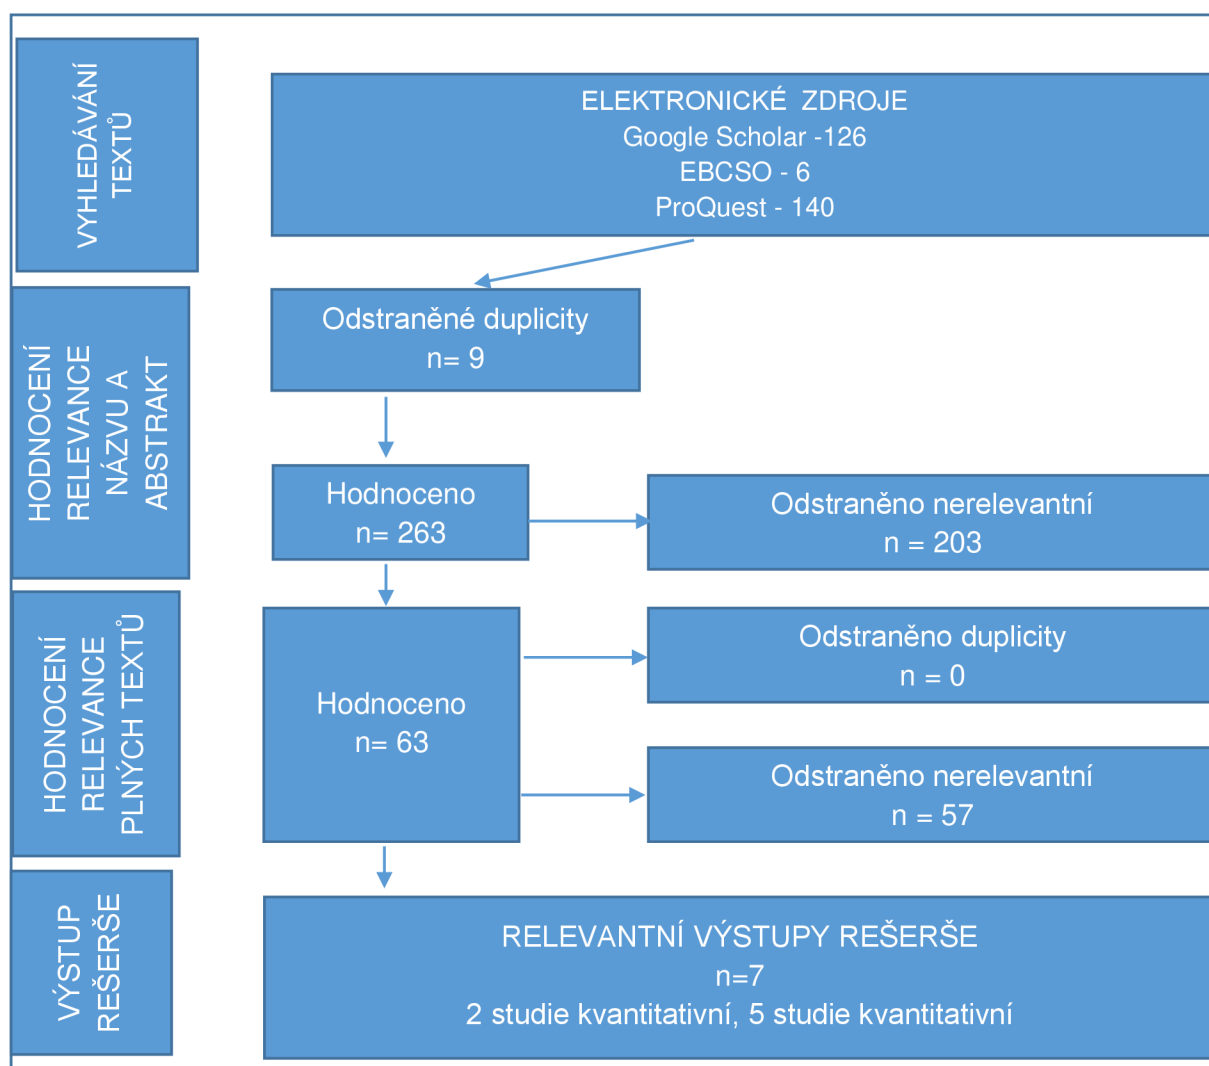 VYHLEDÁVÁNÍ
TEXTŮ
ELEKTRONICKÉ ZDROJE
Google Scholar -126
EBCSO - 6
ProQuest - 140
HODNOCENÍ
RELEVANCE
NÁZVU A
ABSTRAKT
Odstraněné duplicity
n= 9
Hodnoceno
n= 263
Odstraněno nerelevantní
n = 203
HODNOCENÍ
RELEVANCE
PLNÝCH TEXTŮ
Hodnoceno
n= 63
Odstraněno duplicity
n = 0
Odstraněno nerelevantní
n = 57
VÝSTUP
REŠERŠE
RELEVANTNÍ VÝSTUPY REŠERŠE
n=7
2 studie kvantitativní, 5 studie kvantitativní